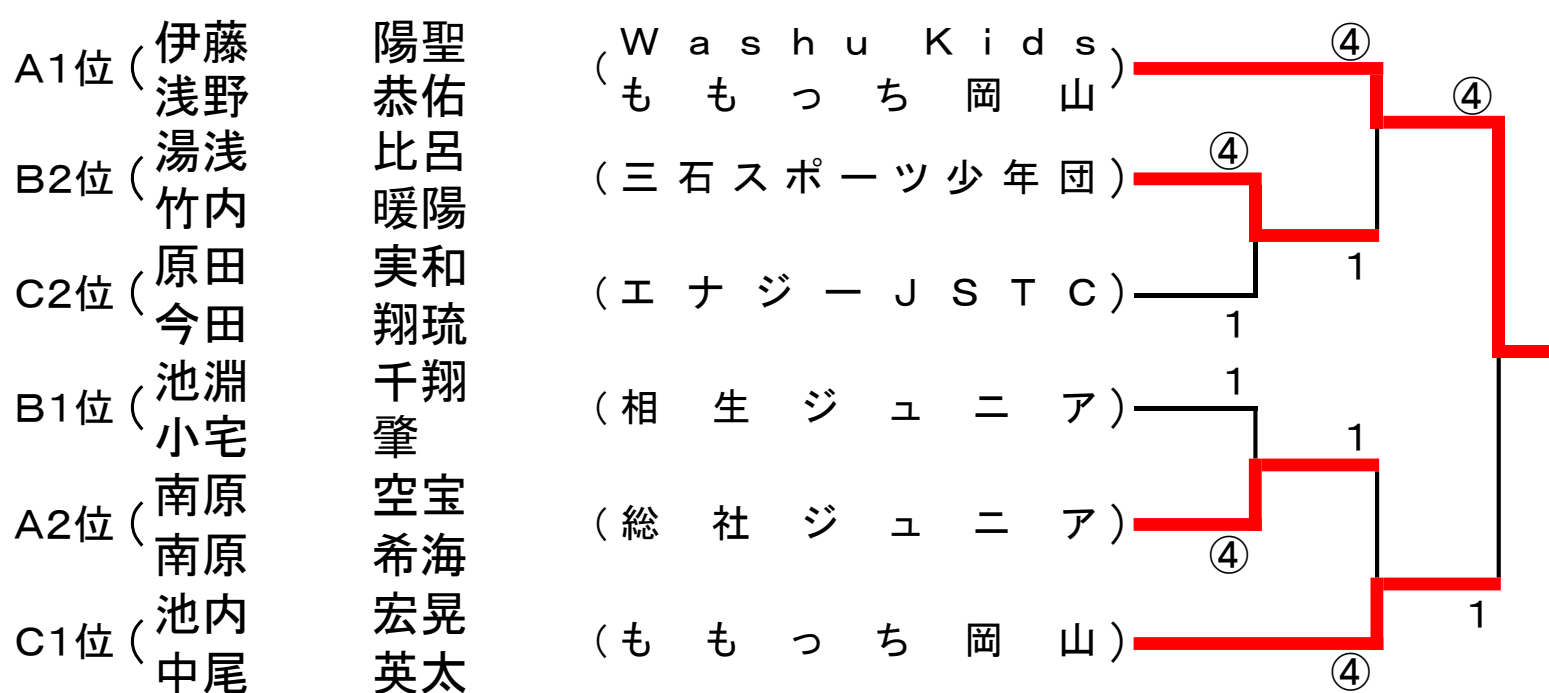 A1位 ( 伊藤 陽聖 ( Washu Kids ) ④
浅野 恭佑 ももっち岡山 ④
B2位 ( 湯浅 比呂 ( 三石スポーツ少年団 ) ④
竹内 暖陽
1
C2位 ( 原田 実和 ( エナジーJSTC )
今田 翔琉 1
B1位 ( 池淵 千翔 ( 相生ジュニア ) 1
小宅 肇 1
A2位 ( 南原 空宝 ( 総社ジュニア )
南原 希海 ④
C1位 ( 池内 宏晃 ( ももっち岡山 ) 1
中尾 英太 ④